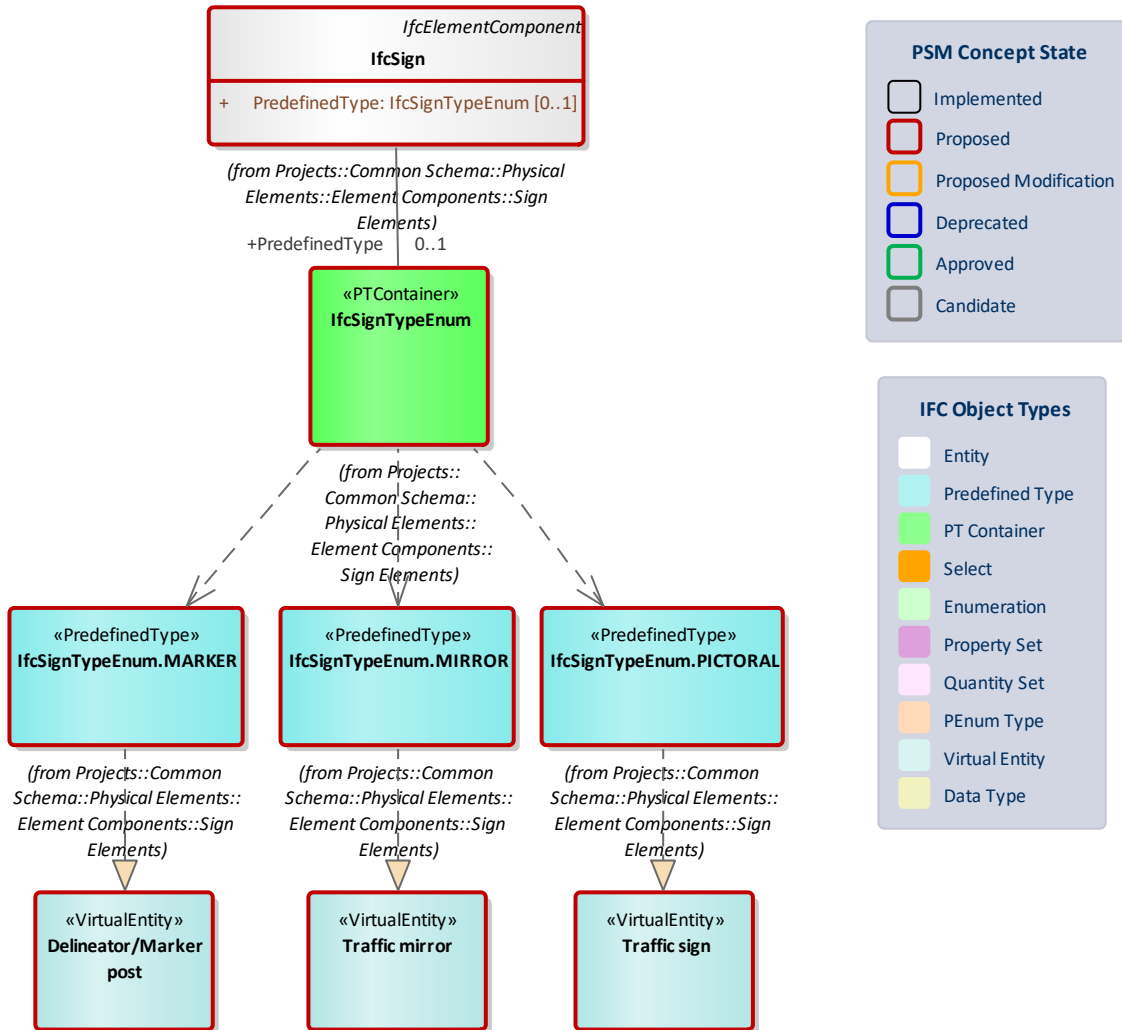 IfcElementComponent
IfcSign
+ PredefinedType: IfcSignTypeEnum [0..1]
(from Projects::Common Schema::Physical
Elements::Element Components::Sign
Elements)
+PredefinedType 0..1
«PTContainer»
IfcSignTypeEnum
(from Projects::
Common Schema::
Physical Elements::
Element Components::
Sign Elements)
«PredefinedType»
IfcSignTypeEnum.MARKER
(from Projects::Common
Schema::Physical Elements::
Element Components::Sign
Elements)
«PredefinedType»
IfcSignTypeEnum.MIRROR
(from Projects::Common
Schema::Physical Elements::
Element Components::Sign
Elements)
«PredefinedType»
IfcSignTypeEnum.PICTORAL
(from Projects::Common
Schema::Physical Elements::
Element Components::Sign
Elements)
«VirtualEntity»
Delineator/Marker
post
«VirtualEntity»
Traffic mirror
«VirtualEntity»
Traffic sign
PSM Concept State
Implemented
Proposed
Proposed Modification
Deprecated
Approved
Candidate
IFC Object Types
Entity
Predefined Type
PT Container
Select
Enumeration
Property Set
Quantity Set
PEnum Type
Virtual Entity
Data Type